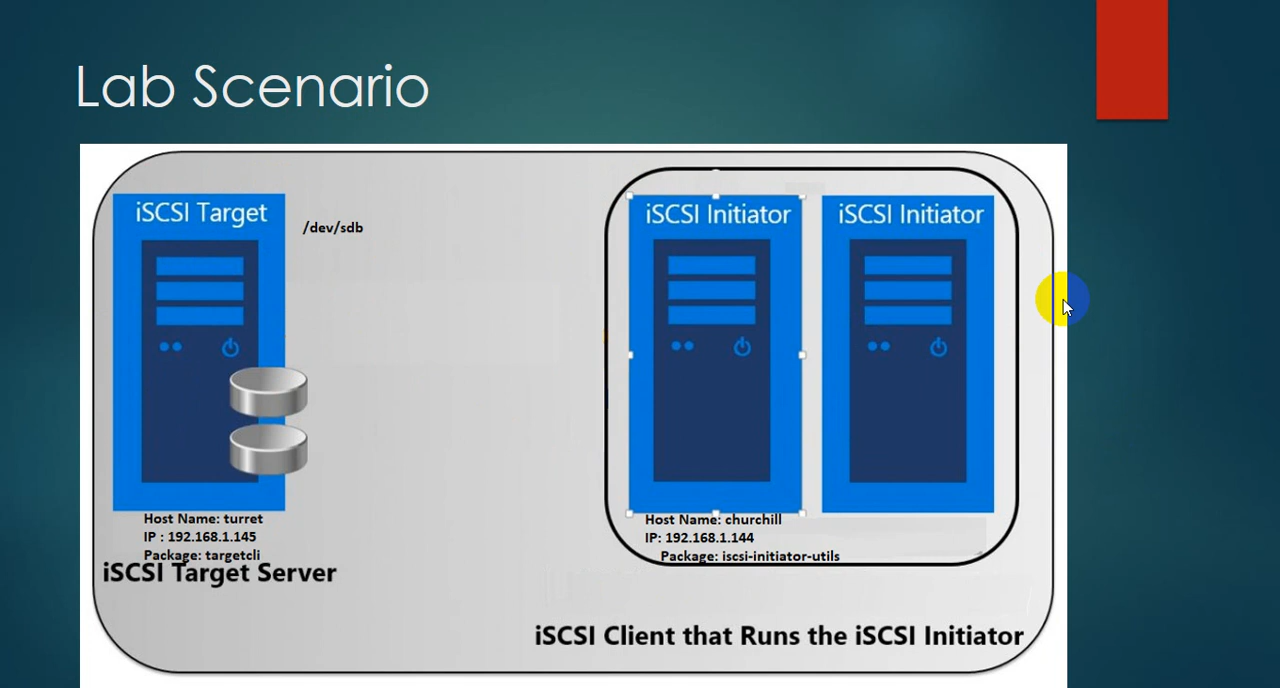 Lab Scenario
iSCSI Target
/dev/sdb
Host Name: turret
IP : 192.168.1.145
Package: targetcli
iSCSI Target Server
iSCSI Initiator
iSCSI Initiator
Host Name: churchill
IP: 192.168.1.144
Package: iscsi-initiator-utils
iSCSI Client that Runs the iSCSI Initiator